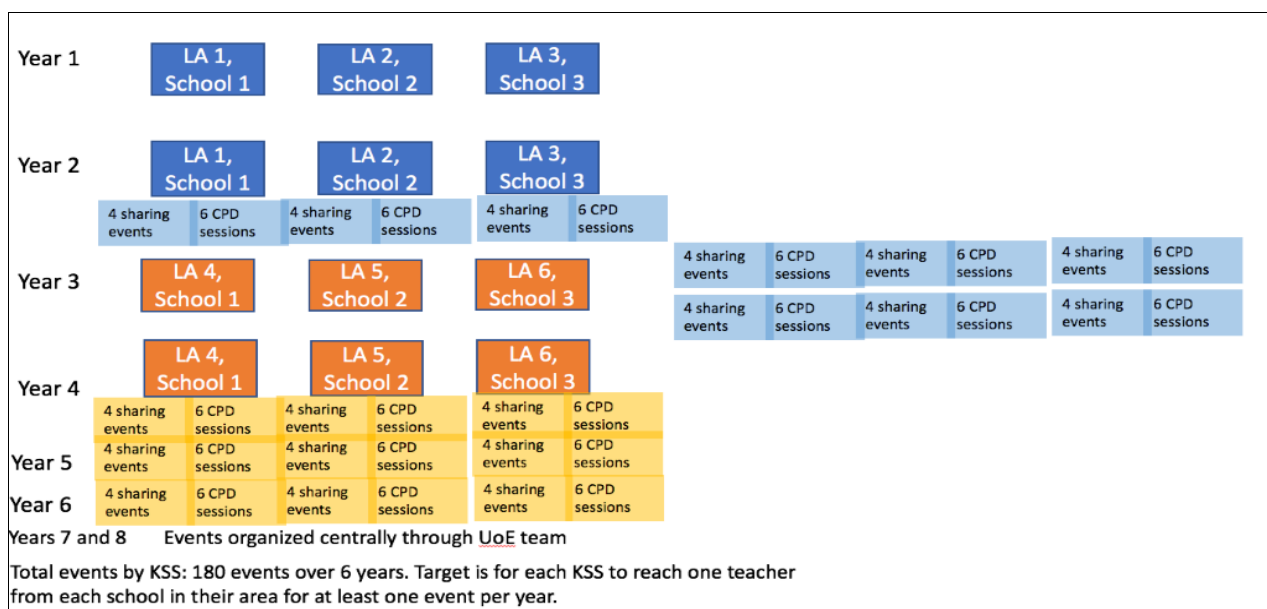 Year 1
LA 1,
School 1
LA 2,
School 2
LA 3,
School 3
Year 2
LA 1,
School 1
LA 2,
School 2
LA 3,
School 3
4 sharing
events
6 CPD
sessions
4 sharing
events
6 CPD
sessions
4 sharing
events
6 CPD
sessions
Year 3
LA 4,
School 1
LA 5,
School 2
LA 6,
School 3
4 sharing
events
6 CPD
sessions
4 sharing
events
6 CPD
sessions
4 sharing
events
6 CPD
sessions
4 sharing
events
6 CPD
sessions
4 sharing
events
6 CPD
sessions
4 sharing
events
6 CPD
sessions
Year 4
LA 4,
School 1
LA 5,
School 2
LA 6,
School 3
4 sharing
events
6 CPD
sessions
4 sharing
events
6 CPD
sessions
4 sharing
events
6 CPD
sessions
Year 5
4 sharing
events
6 CPD
sessions
4 sharing
events
6 CPD
sessions
4 sharing
events
6 CPD
sessions
Year 6
4 sharing
events
6 CPD
sessions
4 sharing
events
6 CPD
sessions
4 sharing
events
6 CPD
sessions
Years 7 and 8 Events organized centrally through UoE team
Total events by KSS: 180 events over 6 years. Target is for each KSS to reach one teacher
from each school in their area for at least one event per year.